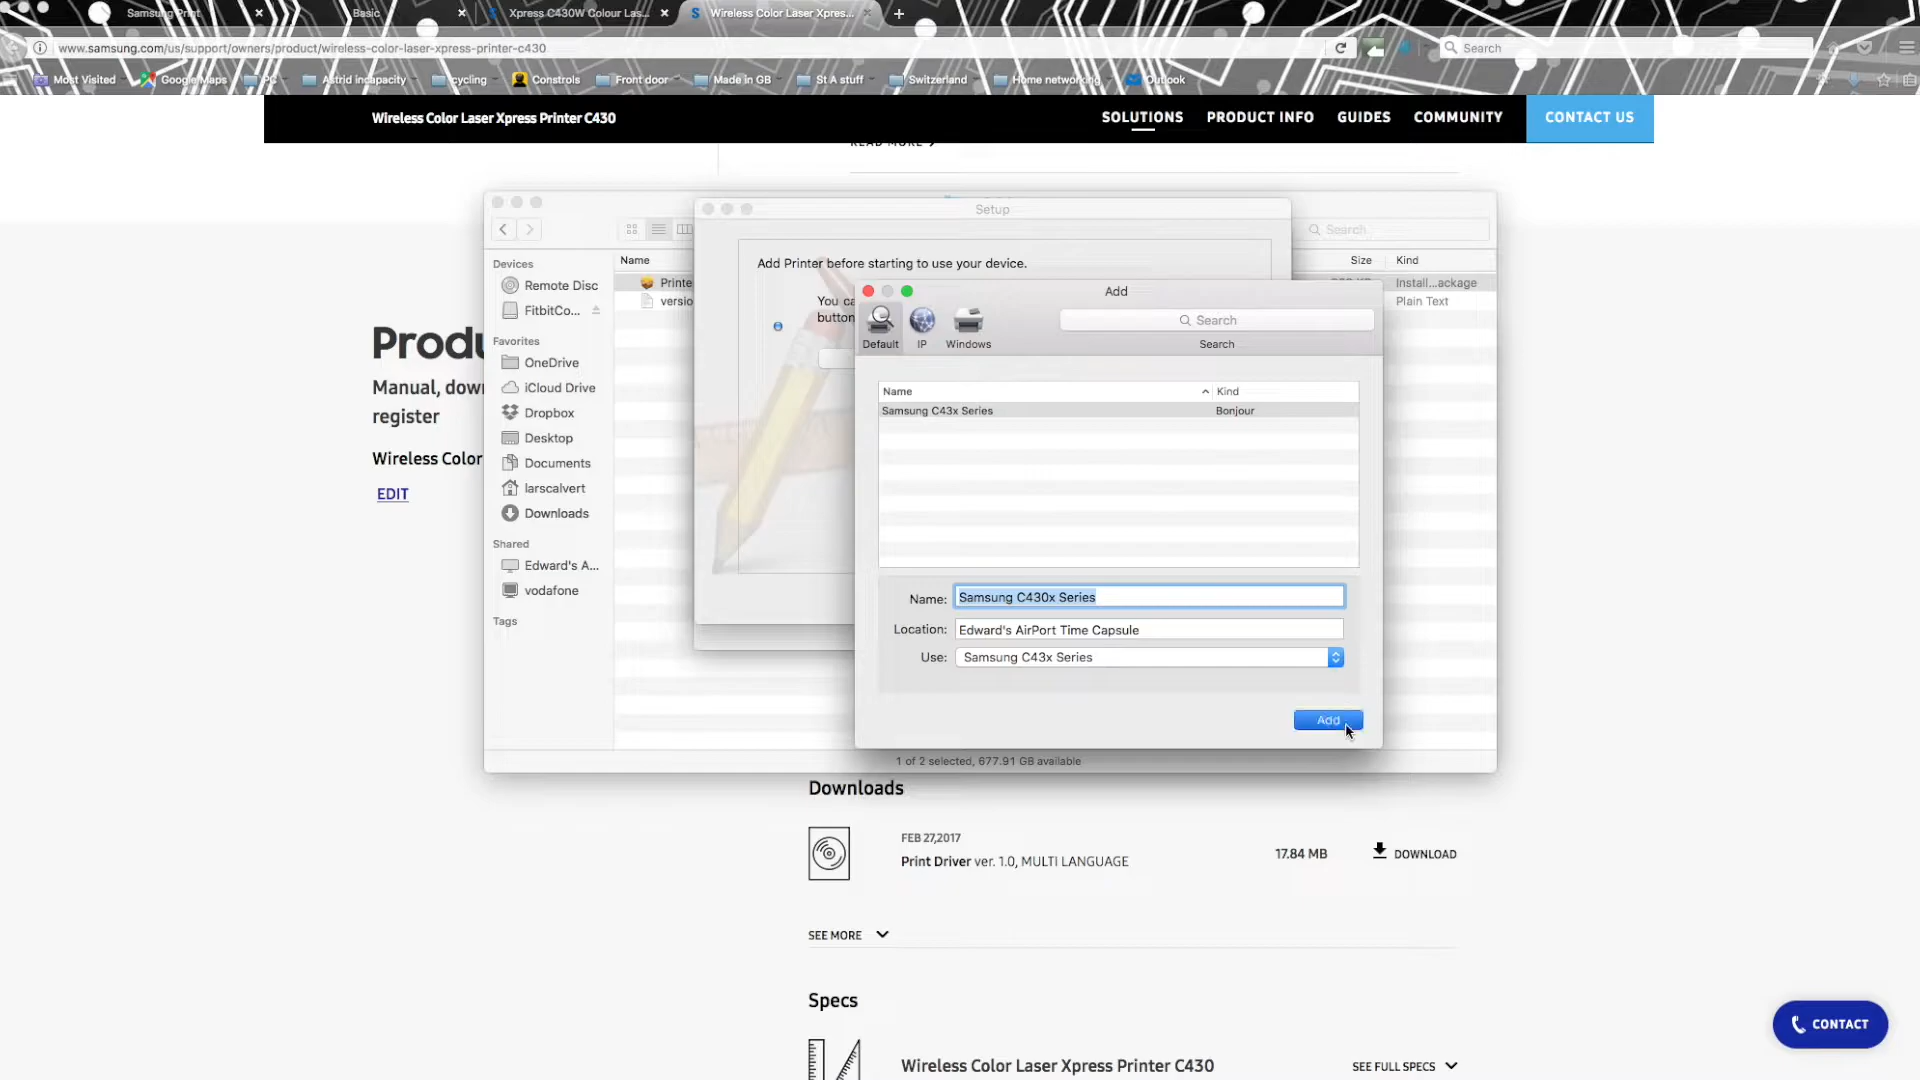 Samsung Print
Basic
Xpress C430W Colour Las...
Wireless Color Laser Xpres...
www.samsung.com/us/support/owners/product/wireless-color-laser-xpress-printer-c430
Search
Most Visited
Google Maps
PC
Astrid incapacity
cycling
Constrols
Front door
Made in GB
St A stuff
Switzerland
Home networking
Outlook
Wireless Color Laser Xpress Printer C430
SOLUTIONS
PRODUCT INFO
GUIDES
COMMUNITY
CONTACT US
READ MORE
Setup
Search
Devices
Remote Disc
FitbitCo...
Favorites
OneDrive
iCloud Drive
Dropbox
Desktop
Documents
larscalvert
Downloads
Shared
Edward's A...
vodafone
Tags
Name
Size
Kind
Printe
Install...ackage
versio
Plain Text
Add Printer before starting to use your device.
You ca
button
Add
Default
IP
Windows
Search
Search
Name
Kind
Samsung C43x Series
Bonjour
Name:
Samsung C430x Series
Location:
Edward's AirPort Time Capsule
Use:
Samsung C43x Series
Add
1 of 2 selected, 677.91 GB available
Produ
Manual, dow
register
Wireless Color
EDIT
Downloads
FEB 27,2017
Print Driver ver. 1.0, MULTI LANGUAGE
17.84 MB
DOWNLOAD
SEE MORE
Specs
Wireless Color Laser Xpress Printer C430
SEE FULL SPECS
CONTACT